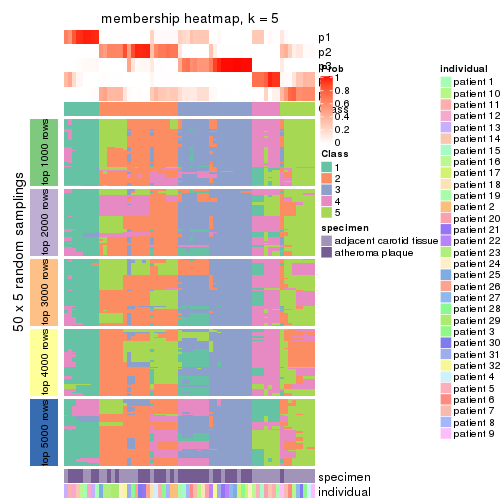 membership heatmap, k = 5
p1
p2
p3
Prob
1
0.8
0.6
0.4
0.2
0
Class
1
2
3
4
5
specimen
adjacent carotid tissue
atheroma plaque
individual
patient 1
patient 10
patient 11
patient 12
patient 13
patient 14
patient 15
patient 16
patient 17
patient 18
patient 19
patient 2
patient 20
patient 21
patient 22
patient 23
patient 24
patient 25
patient 26
patient 27
patient 28
patient 29
patient 3
patient 30
patient 31
patient 32
patient 4
patient 5
patient 6
patient 7
patient 8
patient 9
50 x 5 random samplings
top 1000 rows
top 2000 rows
top 3000 rows
top 4000 rows
top 5000 rows
specimen
individual